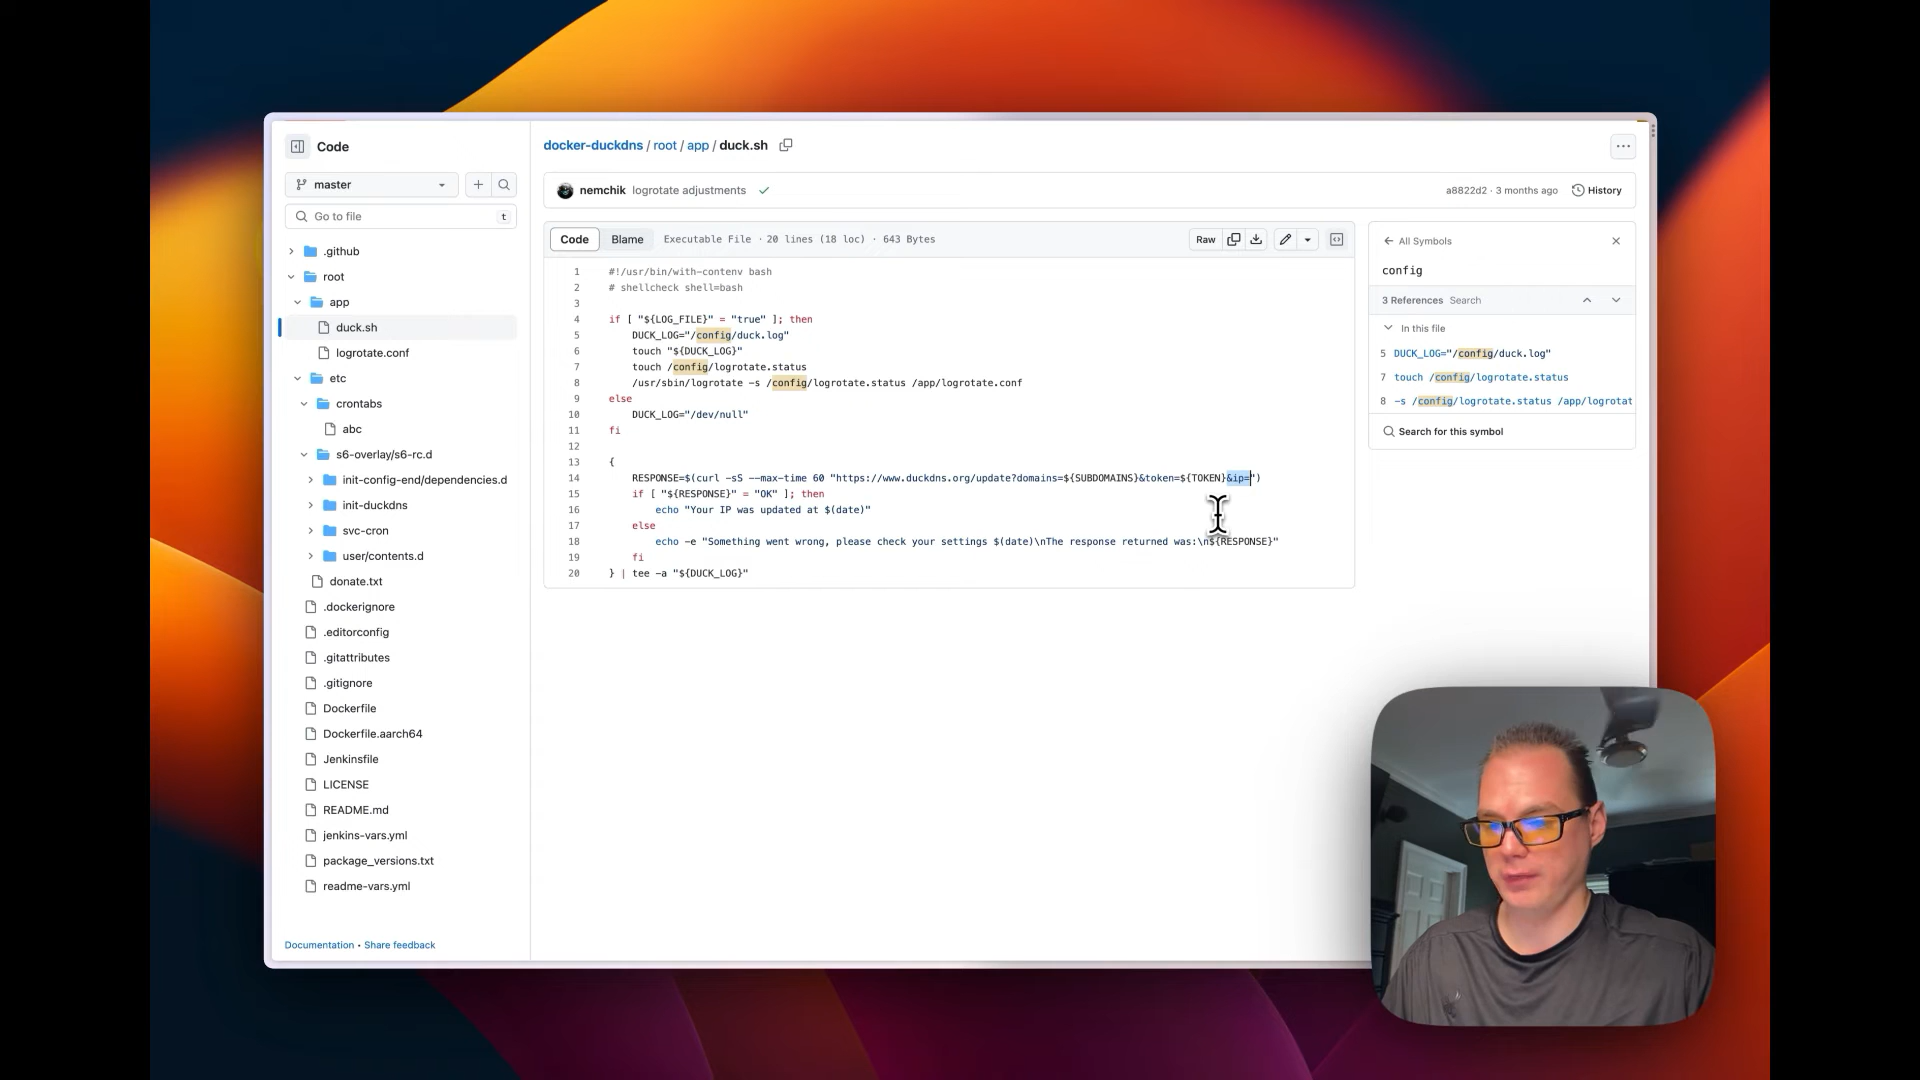 Code
master
Go to file
t
.github
root
app
duck.sh
logrotate.conf
etc
crontabs
abc
s6-overlay/s6-rc.d
init-config-end/dependencies.d
init-duckdns
svc-cron
user/contents.d
donate.txt
.dockerignore
.editorconfig
.gitattributes
.gitignore
Dockerfile
Dockerfile.aarch64
Jenkinsfile
LICENSE
README.md
jenkins-vars.yml
package_versions.txt
readme-vars.yml
Documentation • Share feedback
docker-duckdns / root / app / duck.sh
nemchik logrotate adjustments
a8822d2 · 3 months ago
History
Code
Blame
Executable File · 20 lines (18 loc) · 643 Bytes
Raw
1 #!/usr/bin/with-contenv bash
2 # shellcheck shell=bash
3
4 if [ "${LOG_FILE}" = "true" ]; then
5 DUCK_LOG="/config/duck.log"
6 touch "${DUCK_LOG}"
7 touch /config/logrotate.status
8 /usr/sbin/logrotate -s /config/logrotate.status /app/logrotate.conf
9 else
10 DUCK_LOG="/dev/null"
11 fi
12
13 {
14 RESPONSE=$(curl -sS --max-time 60 "https://www.duckdns.org/update?domains=${SUBDOMAINS}&token=${TOKEN}&ip=")
15 if [ "${RESPONSE}" = "OK" ]; then
16 echo "Your IP was updated at $(date)"
17 else
18 echo -e "Something went wrong, please check your settings $(date)\nThe response returned was:\n${RESPONSE}"
19 fi
20 } | tee -a "${DUCK_LOG}"
All Symbols
config
3 References Search
In this file
5 DUCK_LOG="/config/duck.log"
7 touch /config/logrotate.status
8 -s /config/logrotate.status /app/logrotat
Search for this symbol